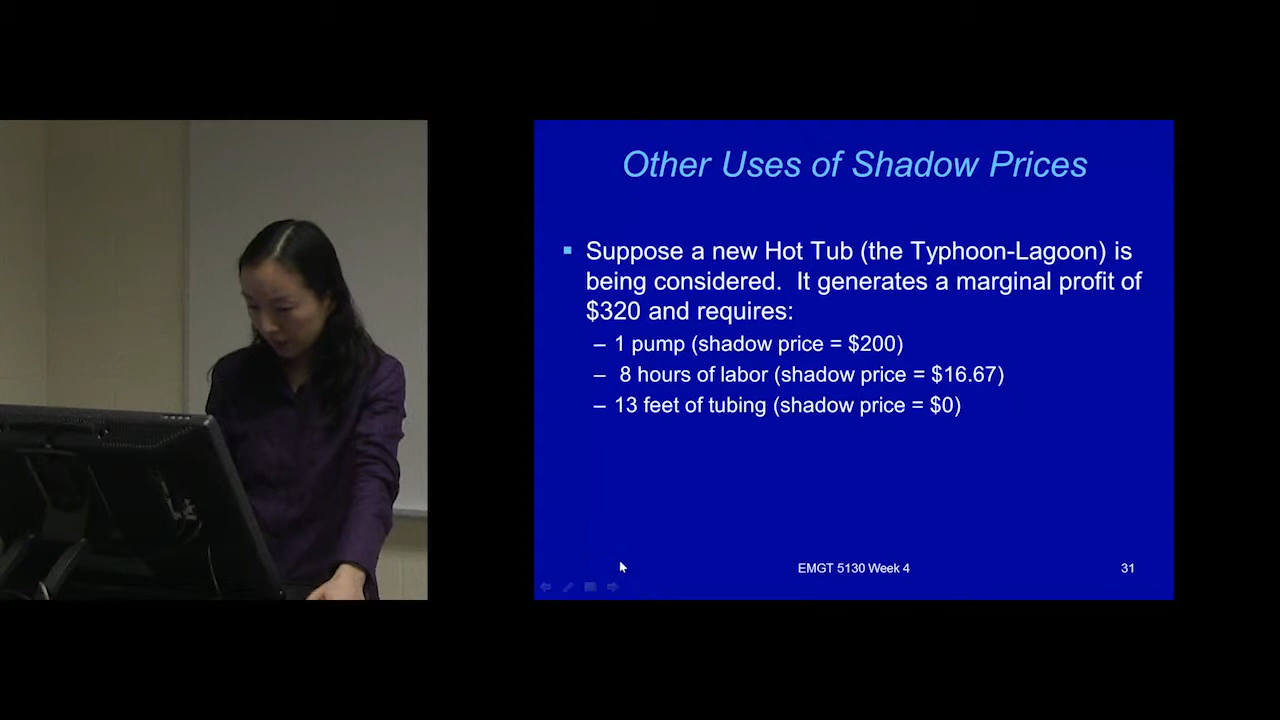 Other Uses of Shadow Prices
Suppose a new Hot Tub (the Typhoon-Lagoon) is
being considered. It generates a marginal profit of
$320 and requires:
– 1 pump (shadow price = $200)
– 8 hours of labor (shadow price = $16.67)
– 13 feet of tubing (shadow price = $0)
EMGT 5130 Week 4
31